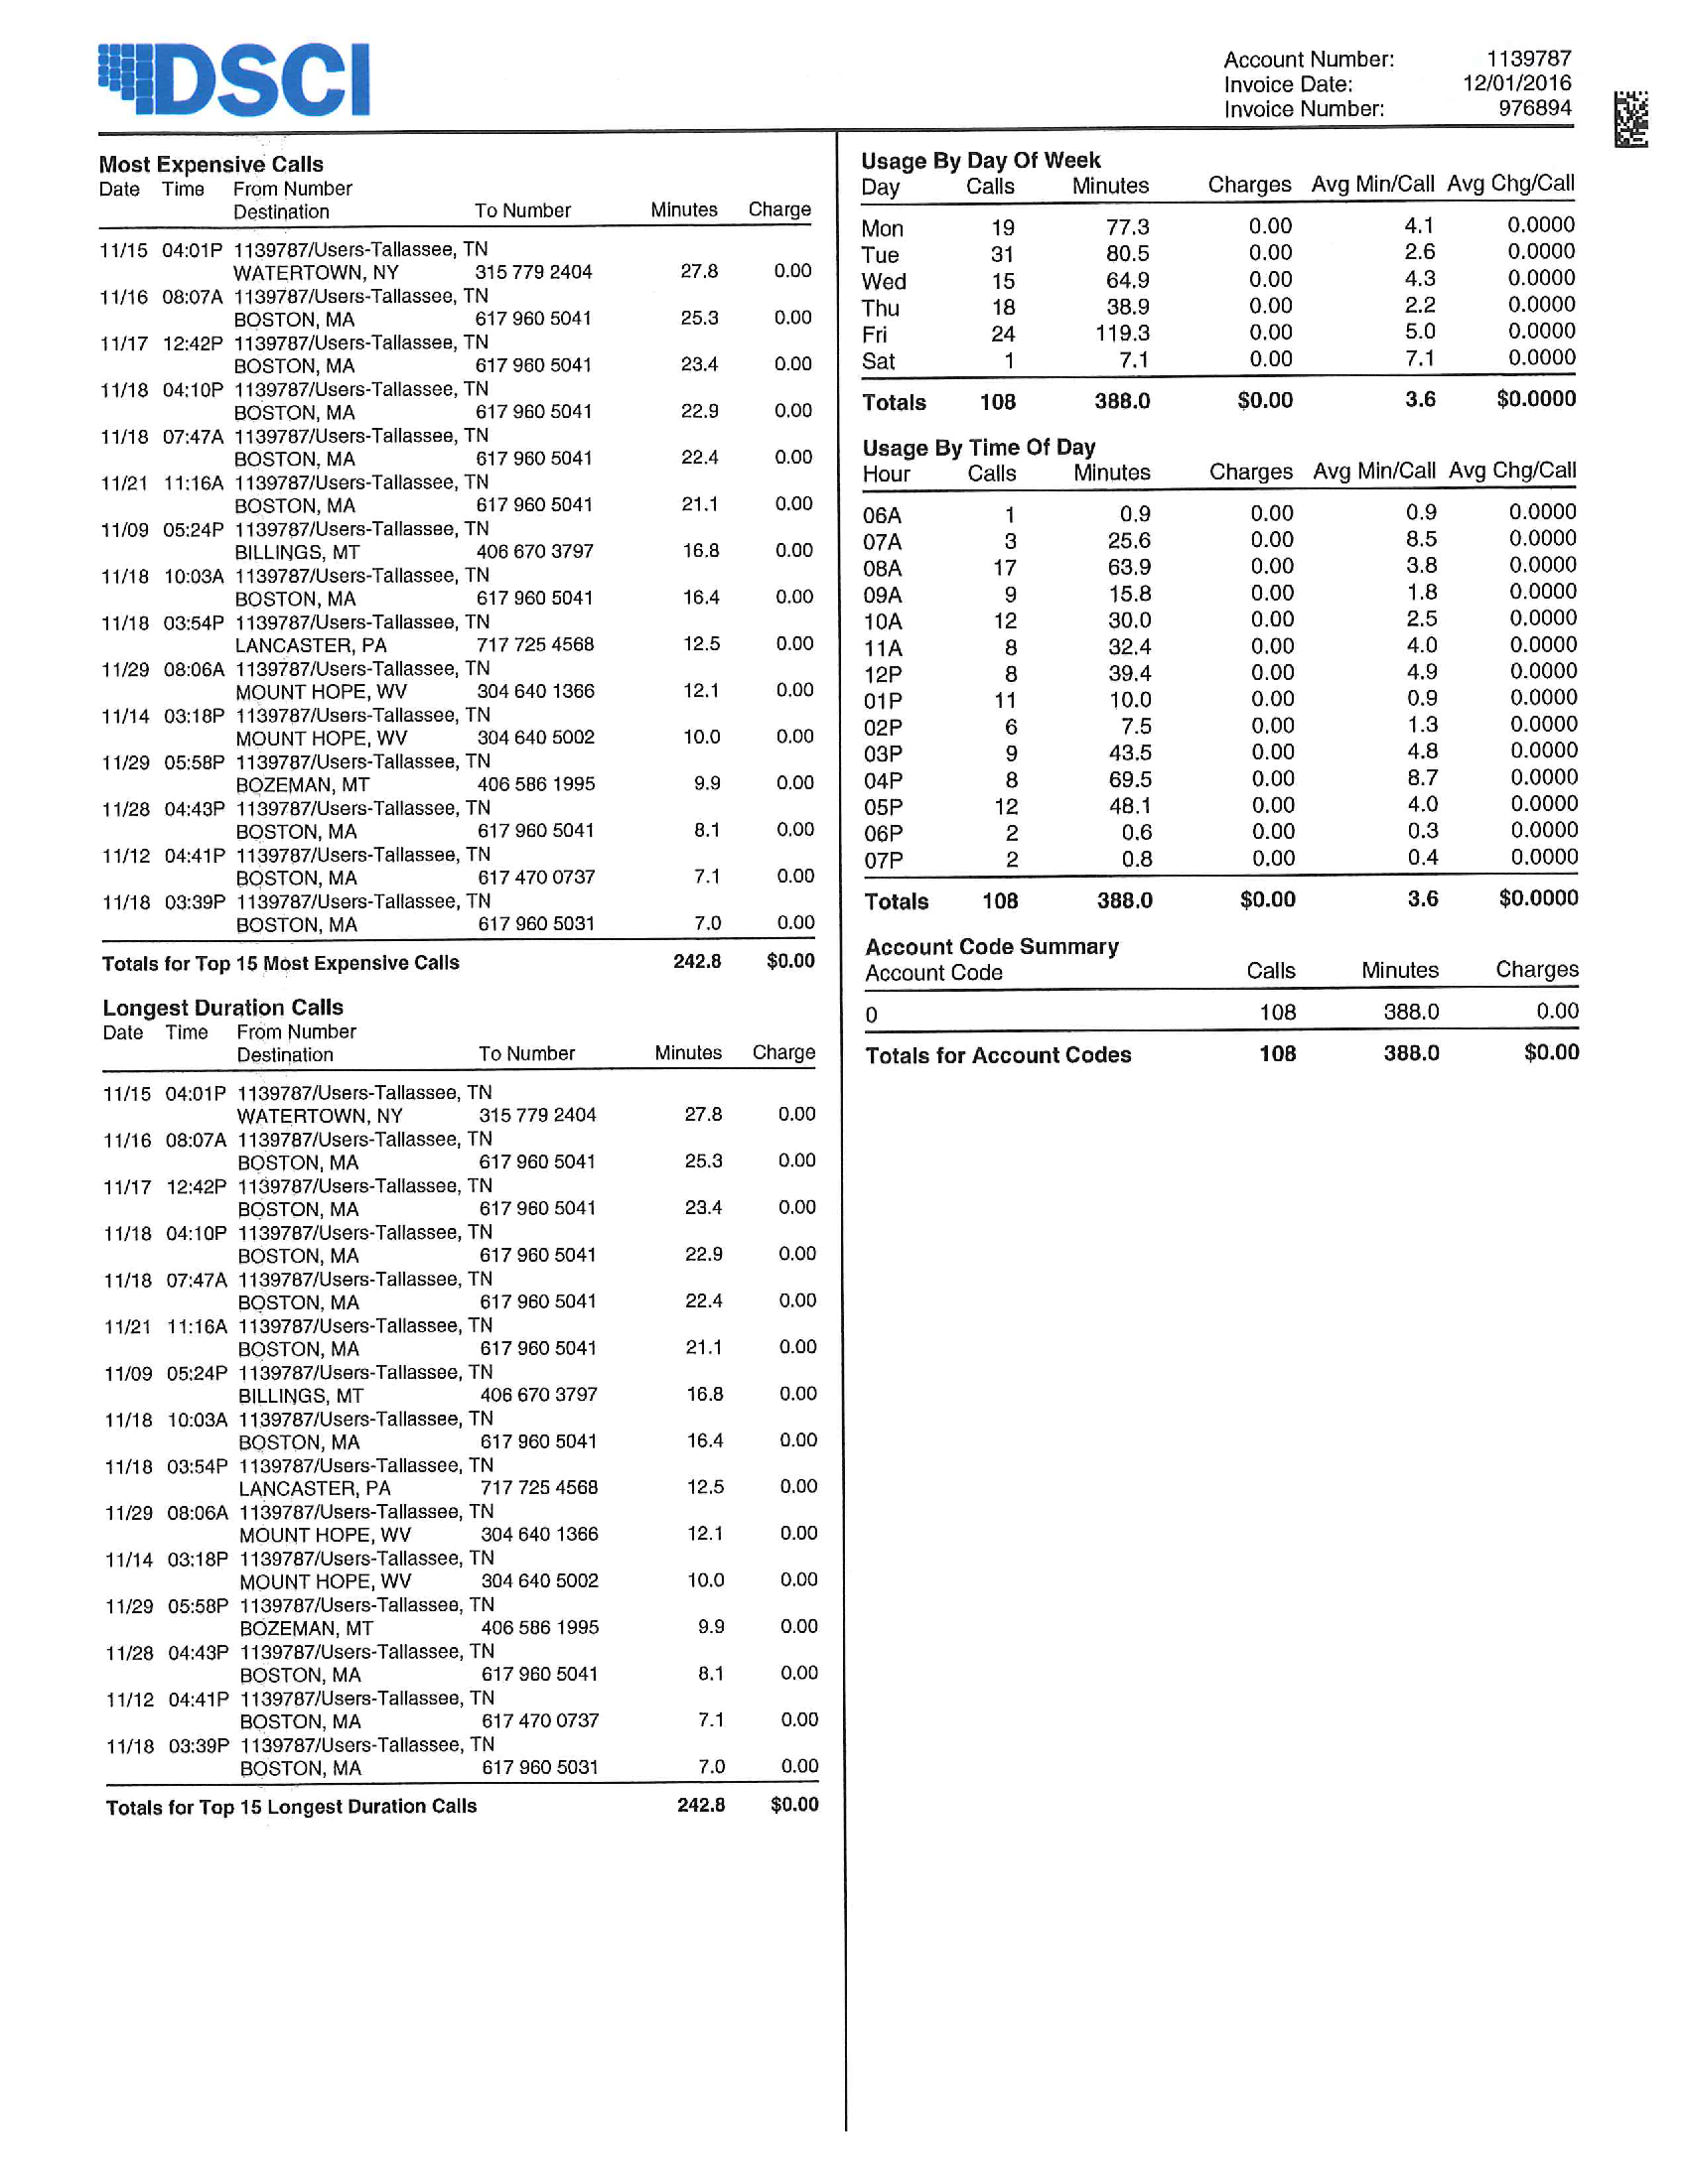 DSCI
Account Number: 1139787
Invoice Date: 12/01/2016
Invoice Number: 976894
Most Expensive Calls
Date Time From Number
Destination To Number Minutes Charge
11/15 04:01P 1139787/Users-Tallassee, TN
WATERTOWN, NY 315 779 2404 27.8 0.00
11/16 08:07A 1139787/Users-Tallassee, TN
BOSTON, MA 617 960 5041 25.3 0.00
11/17 12:42P 1139787/Users-Tallassee, TN
BOSTON, MA 617 960 5041 23.4 0.00
11/18 04:10P 1139787/Users-Tallassee, TN
BOSTON, MA 617 960 5041 22.9 0.00
11/18 07:47A 1139787/Users-Tallassee, TN
BOSTON, MA 617 960 5041 22.4 0.00
11/21 11:16A 1139787/Users-Tallassee, TN
BOSTON, MA 617 960 5041 21.1 0.00
11/09 05:24P 1139787/Users-Tallassee, TN
BILLINGS, MT 406 670 3797 16.8 0.00
11/18 10:03A 1139787/Users-Tallassee, TN
BOSTON, MA 617 960 5041 16.4 0.00
11/18 03:54P 1139787/Users-Tallassee, TN
LANCASTER, PA 717 725 4568 12.5 0.00
11/29 08:06A 1139787/Users-Tallassee, TN
MOUNT HOPE, WV 304 640 1366 12.1 0.00
11/14 03:18P 1139787/Users-Tallassee, TN
MOUNT HOPE, WV 304 640 5002 10.0 0.00
11/29 05:58P 1139787/Users-Tallassee, TN
BOZEMAN, MT 406 586 1995 9.9 0.00
11/28 04:43P 1139787/Users-Tallassee, TN
BOSTON, MA 617 960 5041 8.1 0.00
11/12 04:41P 1139787/Users-Tallassee, TN
BOSTON, MA 617 470 0737 7.1 0.00
11/18 03:39P 1139787/Users-Tallassee, TN
BOSTON, MA 617 960 5031 7.0 0.00
Totals for Top 15 Most Expensive Calls 242.8 $0.00
Longest Duration Calls
Date Time From Number
Destination To Number Minutes Charge
11/15 04:01P 1139787/Users-Tallassee, TN
WATERTOWN, NY 315 779 2404 27.8 0.00
11/16 08:07A 1139787/Users-Tallassee, TN
BOSTON, MA 617 960 5041 25.3 0.00
11/17 12:42P 1139787/Users-Tallassee, TN
BOSTON, MA 617 960 5041 23.4 0.00
11/18 04:10P 1139787/Users-Tallassee, TN
BOSTON, MA 617 960 5041 22.9 0.00
11/18 07:47A 1139787/Users-Tallassee, TN
BOSTON, MA 617 960 5041 22.4 0.00
11/21 11:16A 1139787/Users-Tallassee, TN
BOSTON, MA 617 960 5041 21.1 0.00
11/09 05:24P 1139787/Users-Tallassee, TN
BILLINGS, MT 406 670 3797 16.8 0.00
11/18 10:03A 1139787/Users-Tallassee, TN
BOSTON, MA 617 960 5041 16.4 0.00
11/18 03:54P 1139787/Users-Tallassee, TN
LANCASTER, PA 717 725 4568 12.5 0.00
11/29 08:06A 1139787/Users-Tallassee, TN
MOUNT HOPE, WV 304 640 1366 12.1 0.00
11/14 03:18P 1139787/Users-Tallassee, TN
MOUNT HOPE, WV 304 640 5002 10.0 0.00
11/29 05:58P 1139787/Users-Tallassee, TN
BOZEMAN, MT 406 586 1995 9.9 0.00
11/28 04:43P 1139787/Users-Tallassee, TN
BOSTON, MA 617 960 5041 8.1 0.00
11/12 04:41P 1139787/Users-Tallassee, TN
BOSTON, MA 617 470 0737 7.1 0.00
11/18 03:39P 1139787/Users-Tallassee, TN
BOSTON, MA 617 960 5031 7.0 0.00
Totals for Top 15 Longest Duration Calls 242.8 $0.00
Usage By Day Of Week
Day Calls Minutes Charges Avg Min/Call Avg Chg/Call
Mon 19 77.3 0.00 4.1 0.0000
Tue 31 80.5 0.00 2.6 0.0000
Wed 15 64.9 0.00 4.3 0.0000
Thu 18 38.9 0.00 2.2 0.0000
Fri 24 119.3 0.00 5.0 0.0000
Sat 1 7.1 0.00 7.1 0.0000
Totals 108 388.0 $0.00 3.6 $0.0000
Usage By Time Of Day
Hour Calls Minutes Charges Avg Min/Call Avg Chg/Call
06A 1 0.9 0.00 0.9 0.0000
07A 3 25.6 0.00 8.5 0.0000
08A 17 63.9 0.00 3.8 0.0000
09A 9 15.8 0.00 1.8 0.0000
10A 12 30.0 0.00 2.5 0.0000
11A 8 32.4 0.00 4.0 0.0000
12P 8 39.4 0.00 4.9 0.0000
01P 11 10.0 0.00 0.9 0.0000
02P 6 7.5 0.00 1.3 0.0000
03P 9 43.5 0.00 4.8 0.0000
04P 8 69.5 0.00 8.7 0.0000
05P 12 48.1 0.00 4.0 0.0000
06P 2 0.6 0.00 0.3 0.0000
07P 2 0.8 0.00 0.4 0.0000
Totals 108 388.0 $0.00 3.6 $0.0000
Account Code Summary
Account Code Calls Minutes Charges
0 108 388.0 0.00
Totals for Account Codes 108 388.0 $0.00